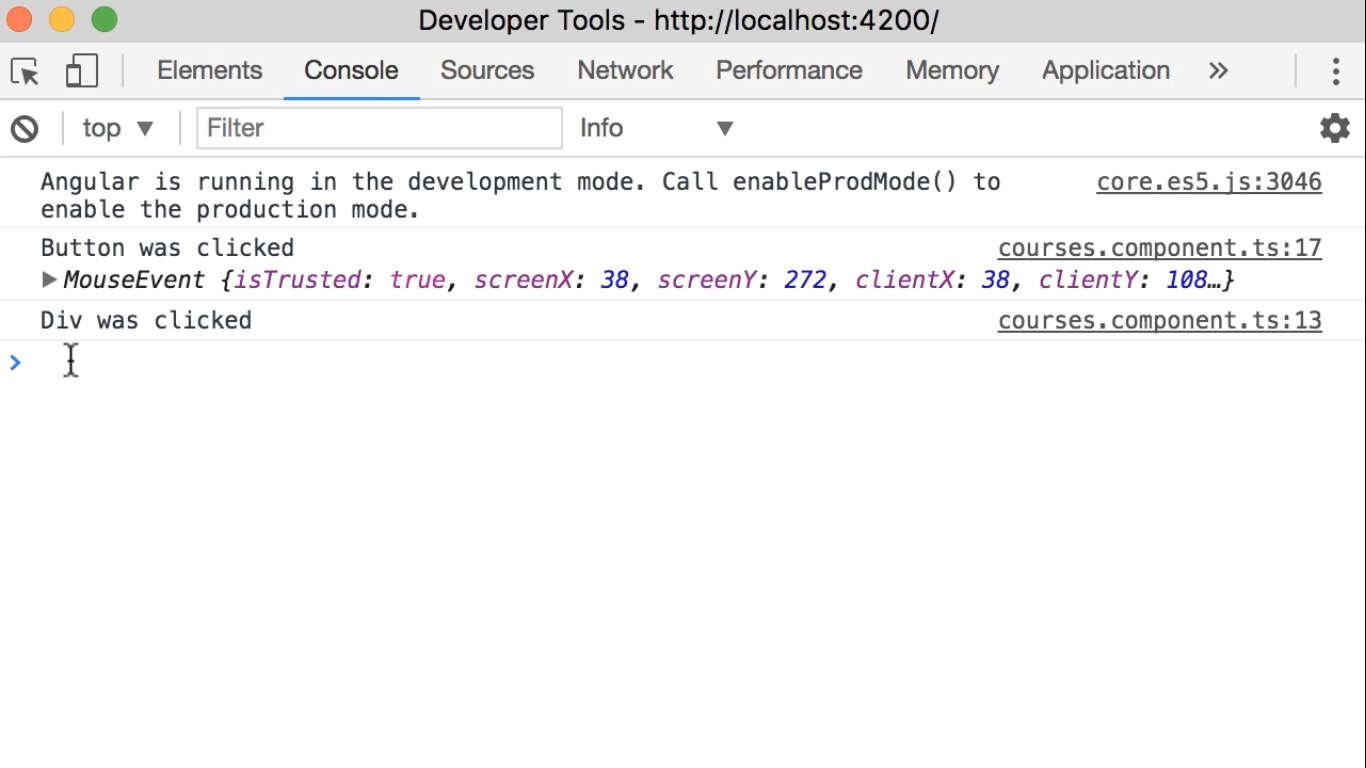 Developer Tools - http://localhost:4200/
Elements Console Sources Network Performance Memory Application »
top ▼ Filter Info ▼
Angular is running in the development mode. Call enableProdMode() to core.es5.js:3046
enable the production mode.
Button was clicked courses.component.ts:17
▶MouseEvent {isTrusted: true, screenX: 38, screenY: 272, clientX: 38, clientY: 108…}
Div was clicked courses.component.ts:13
>